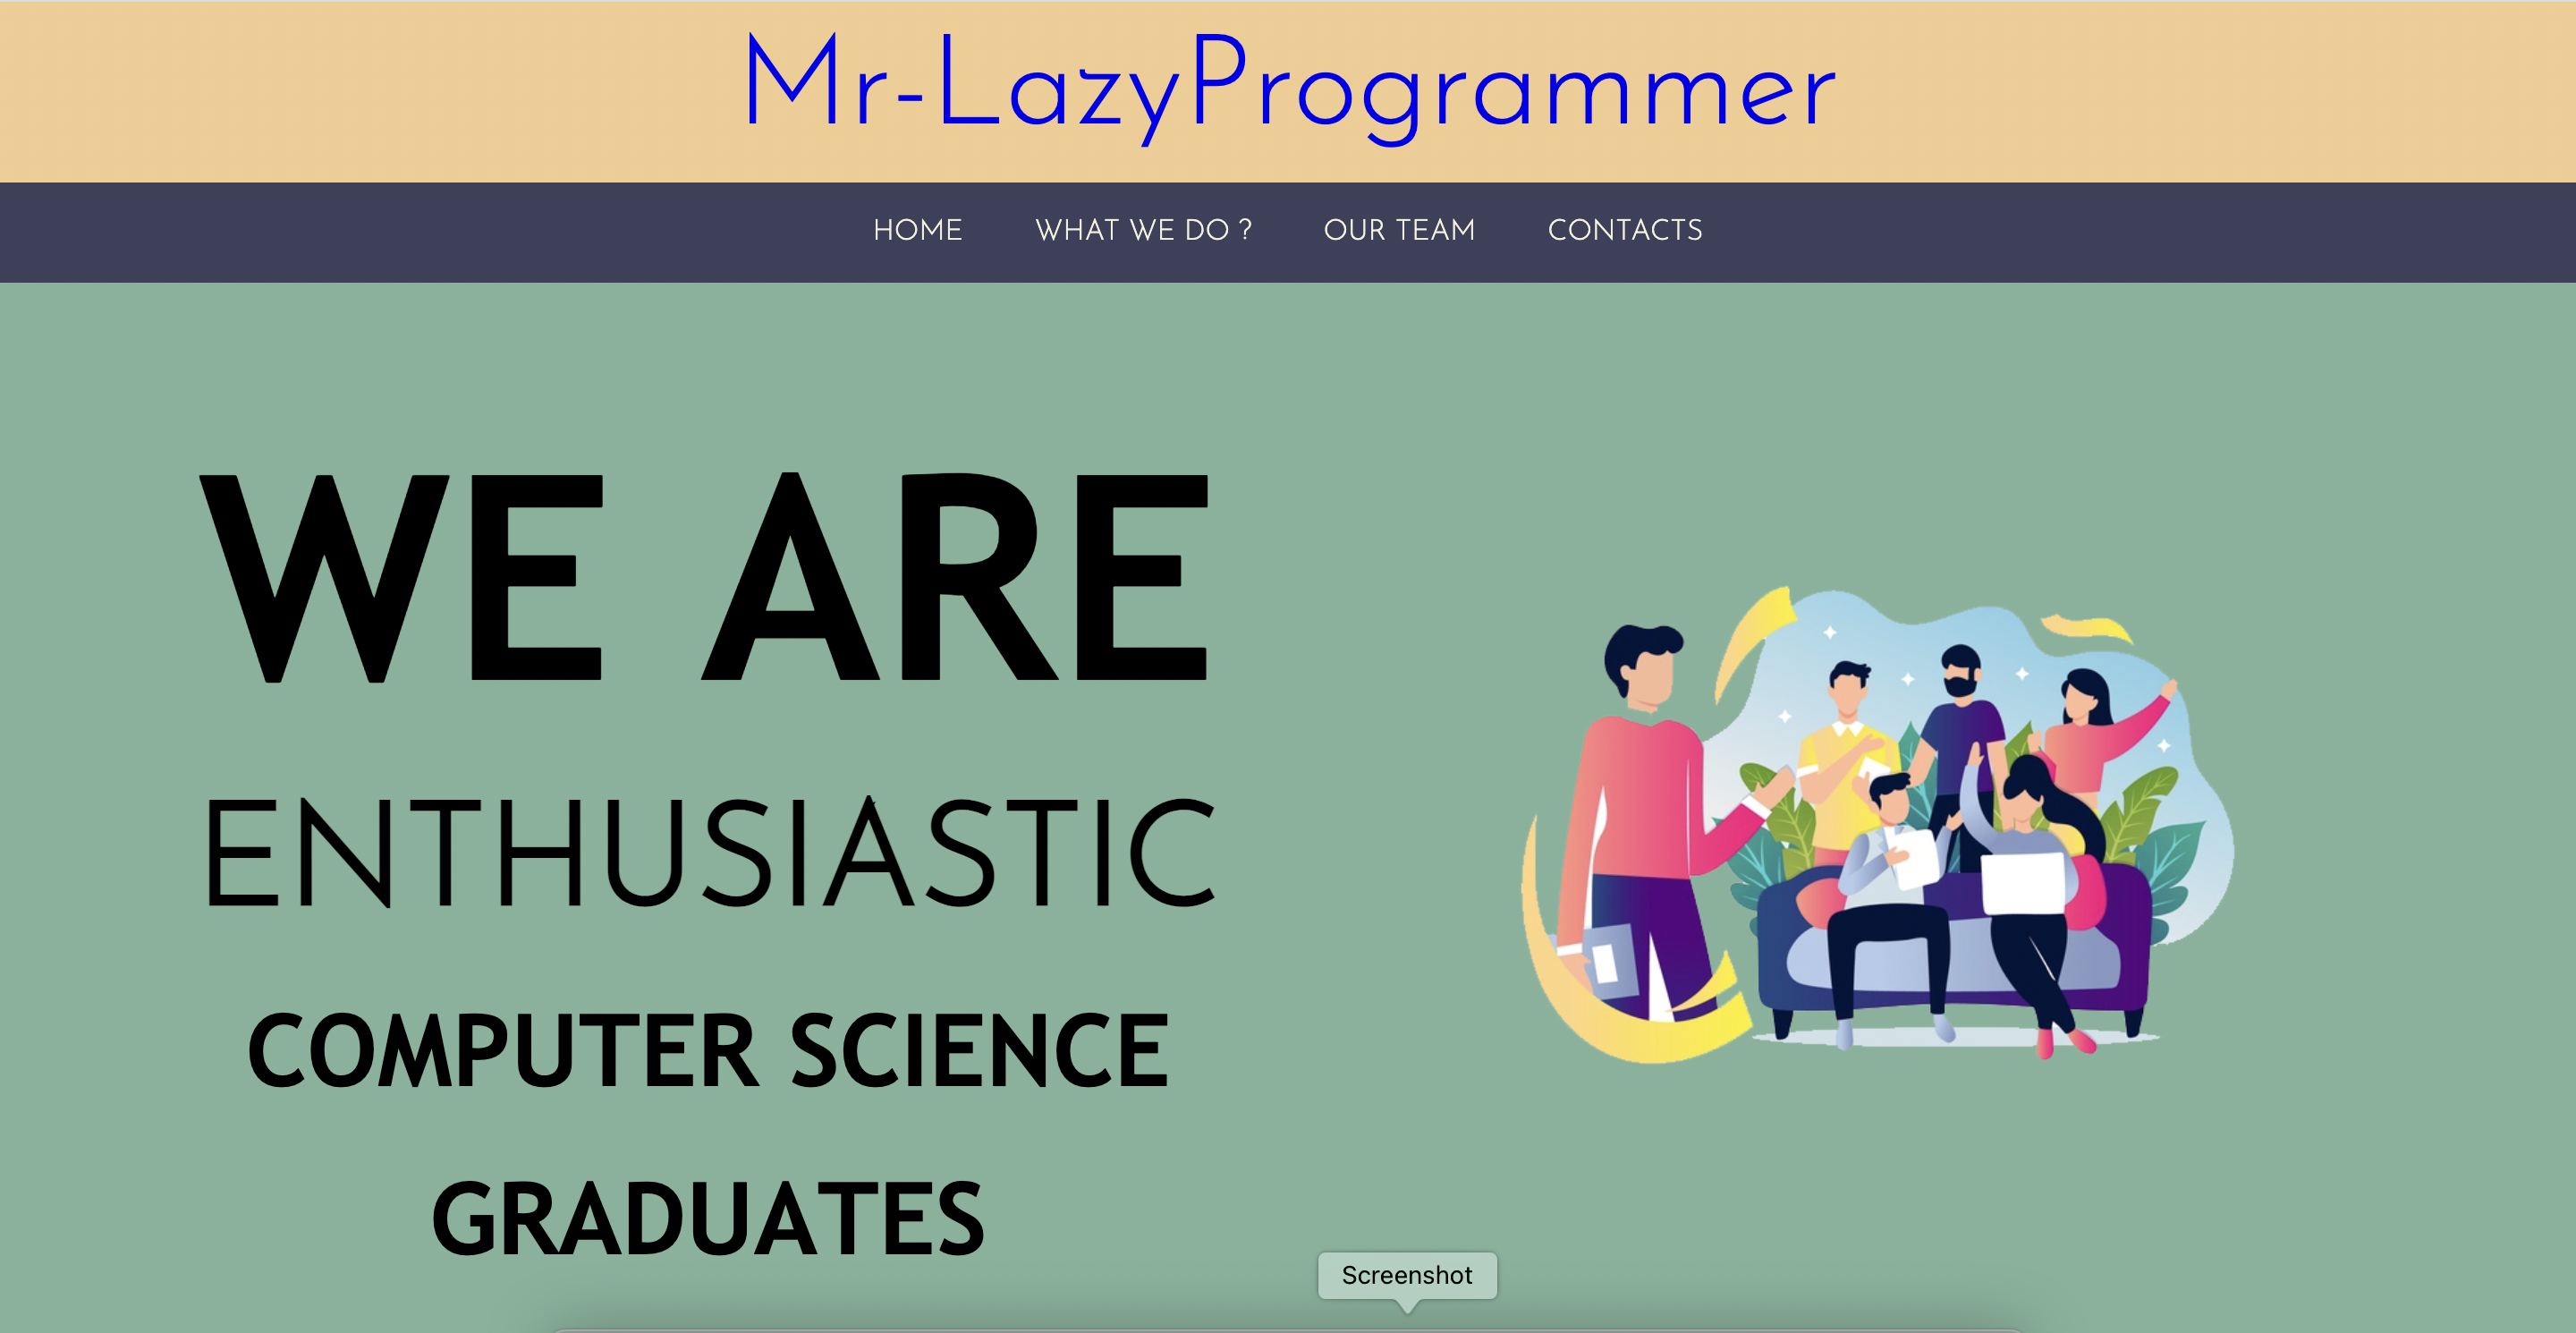 Mr-LazyProgrammer
HOME WHAT WE DO ? OUR TEAM CONTACTS
WE ARE
ENTHUSIASTIC
COMPUTER SCIENCE
GRADUATES
Screenshot